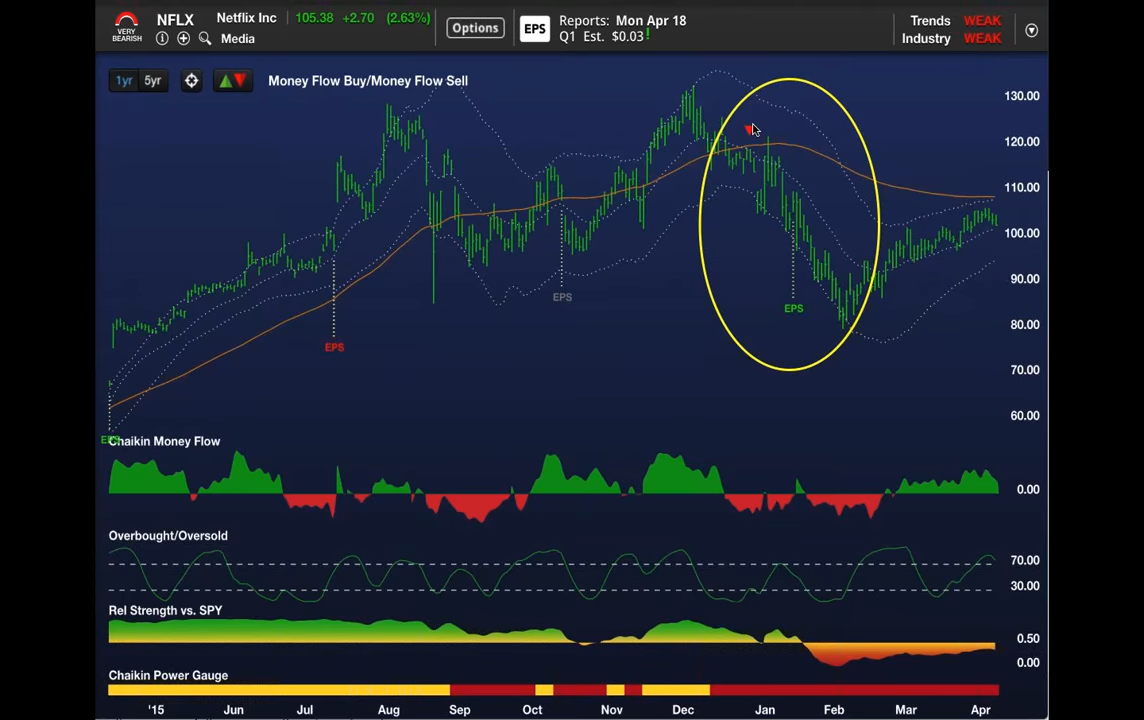 VERY BEARISH
NFLX Netflix Inc 105.38 +2.70 (2.63%)
Media
Options
EPS
Reports: Mon Apr 18
Q1 Est. $0.03!
Trends WEAK
Industry WEAK
1yr 5yr
Money Flow Buy/Money Flow Sell
130.00
120.00
110.00
100.00
90.00
80.00
70.00
60.00
EPS
EPS
EPS
EPS
Chaikin Money Flow
0.00
Overbought/Oversold
70.00
30.00
Rel Strength vs. SPY
0.50
0.00
Chaikin Power Gauge
'15 Jun Jul Aug Sep Oct Nov Dec Jan Feb Mar Apr